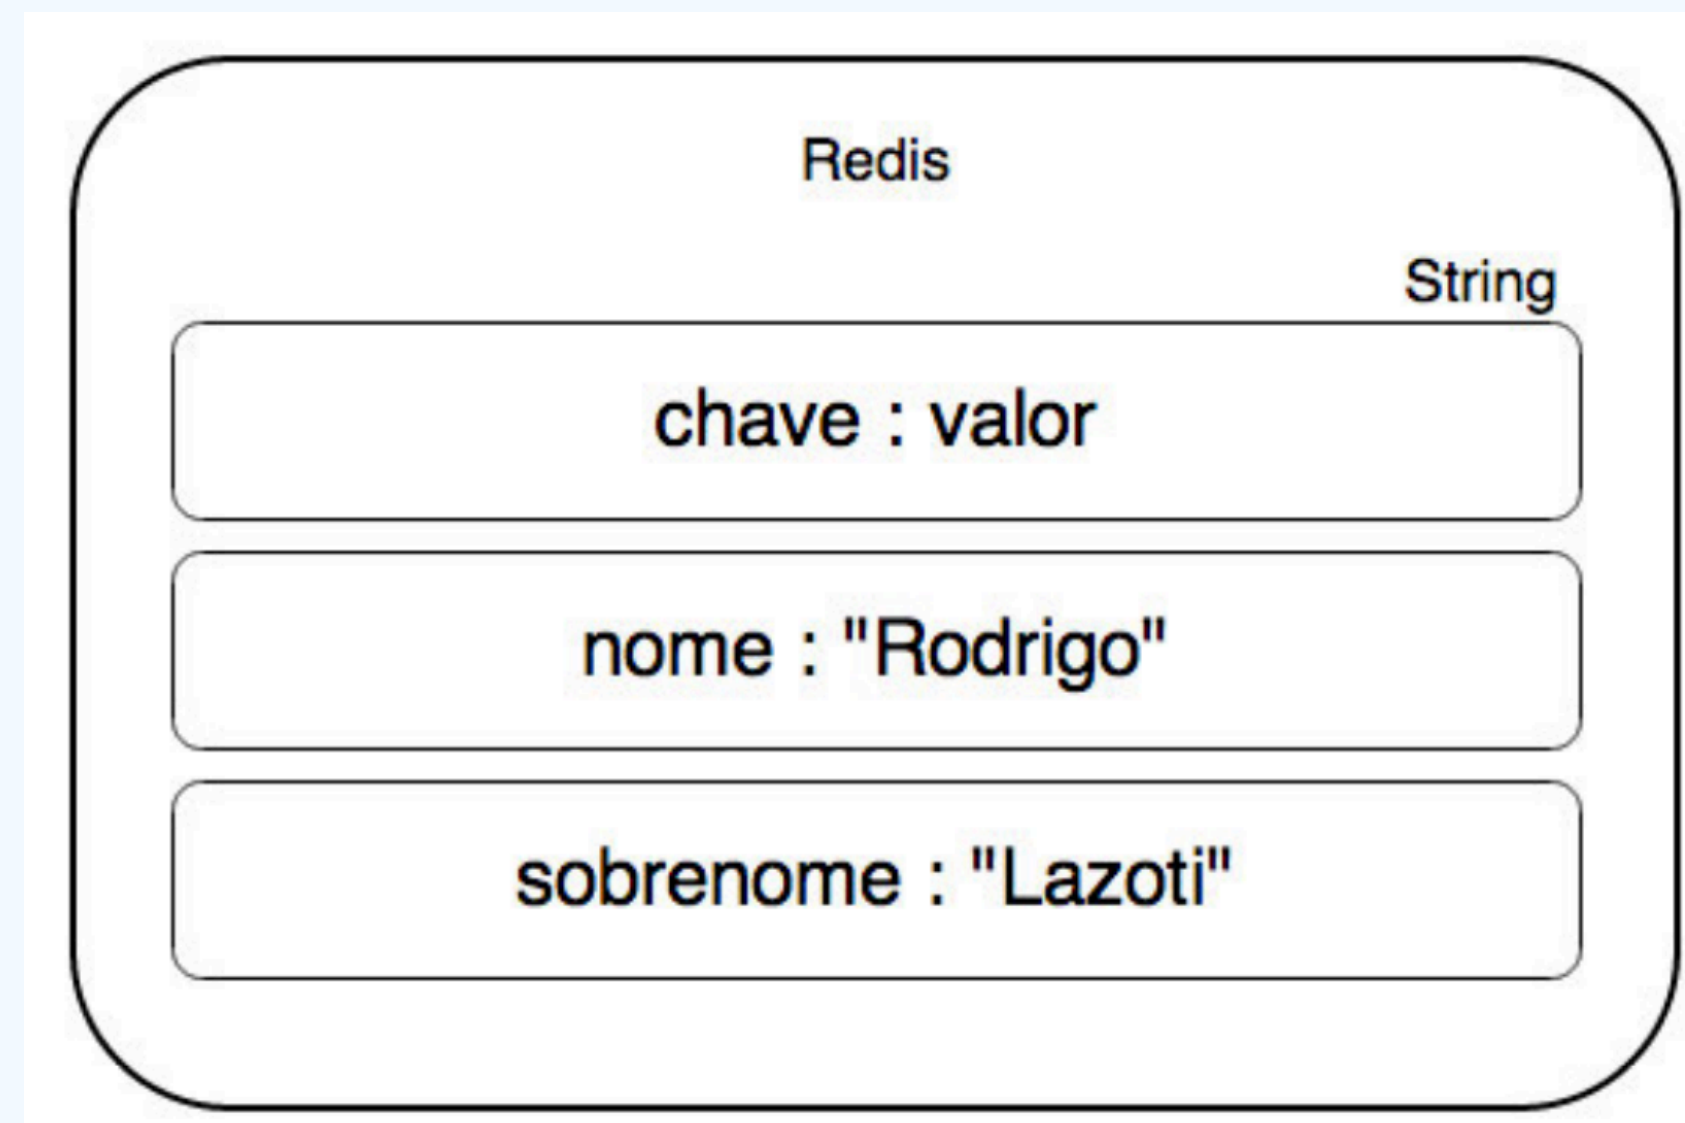 Redis
String
chave : valor
nome : "Rodrigo"
sobrenome : "Lazoti"